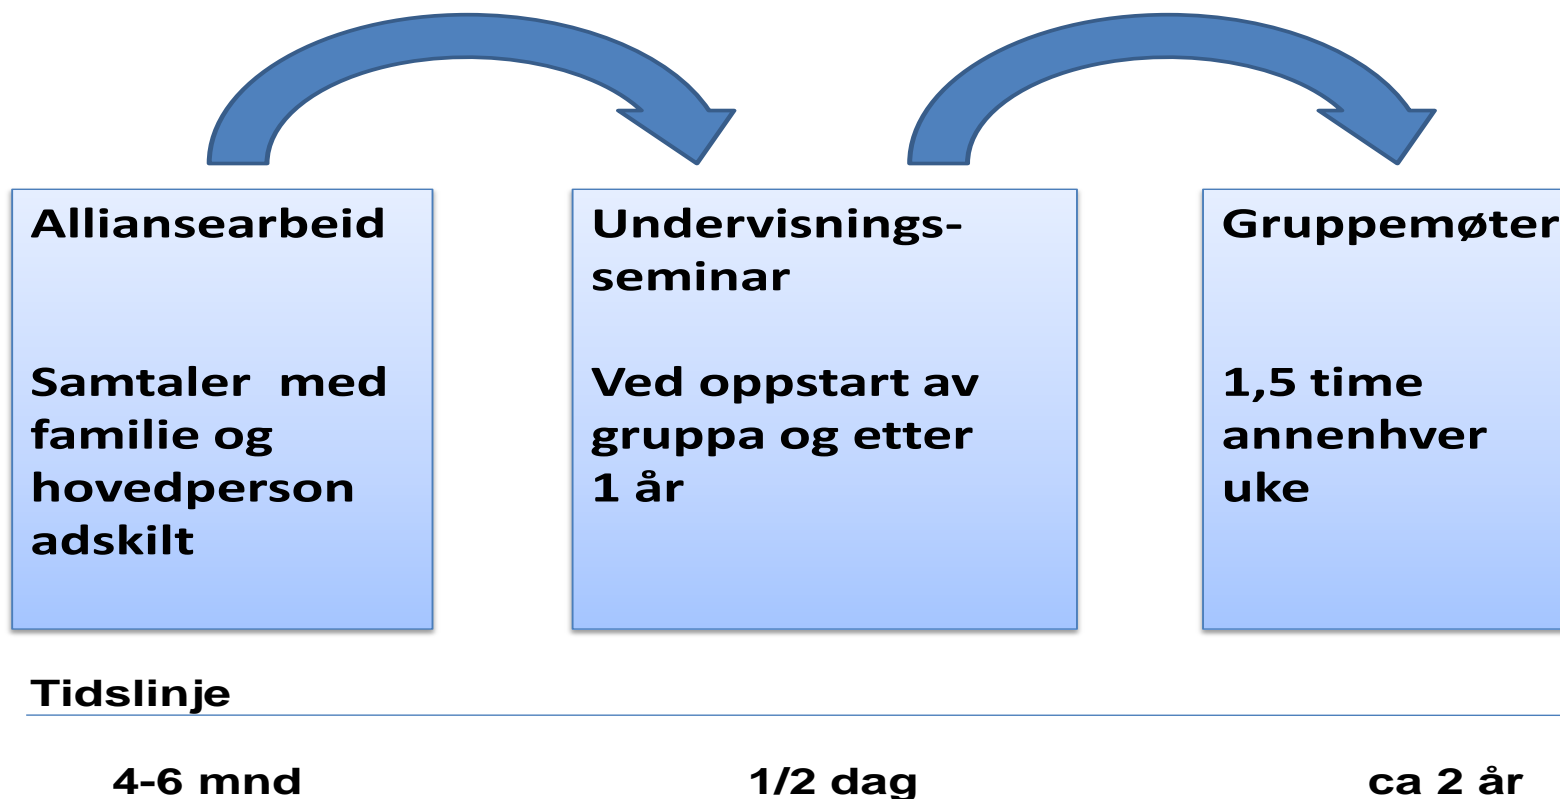 Alliansearbeid
Samtaler med
familie og
hovedperson
adskilt
Undervisnings-
seminar
Ved oppstart av
gruppa og etter
1 år
Gruppemøter
1,5 time
annenhver
uke
Tidslinje
4-6 mnd
1/2 dag
ca 2 år